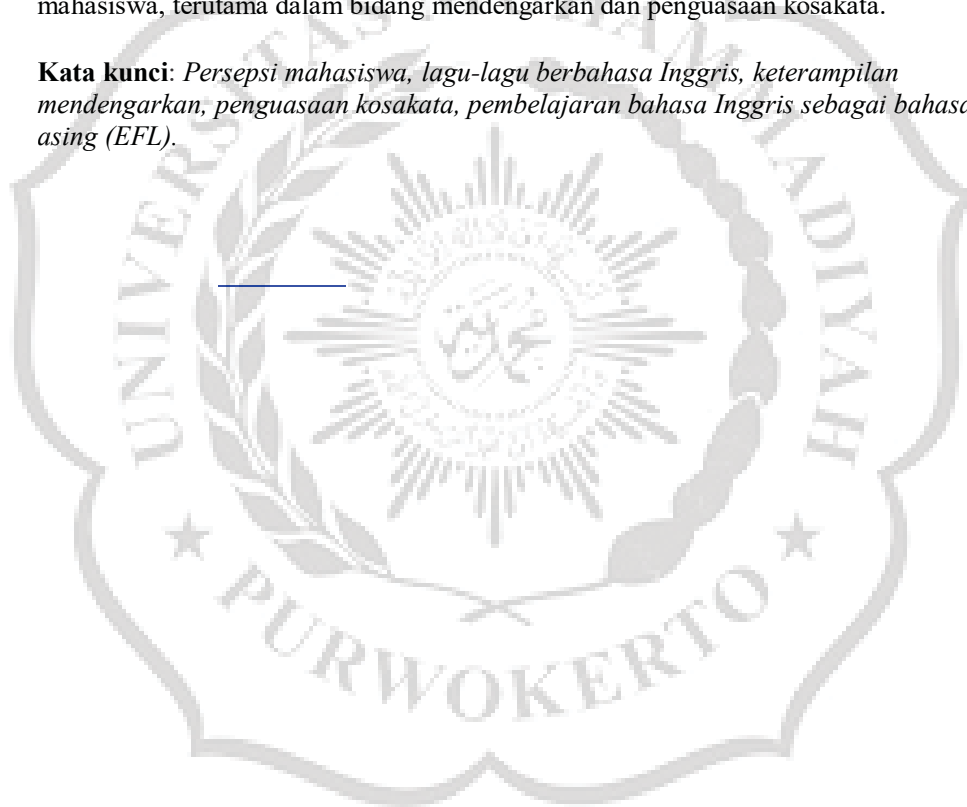 mahasiswa, terutama dalam bidang mendengarkan dan penguasaan kosakata.
Kata kunci: Persepsi mahasiswa, lagu-lagu berbahasa Inggris, keterampilan
mendengarkan, penguasaan kosakata, pembelajaran bahasa Inggris sebagai bahasa
asing (EFL).
UNIVERSITAS MUHAMMADIYAH
PURWOKERTO